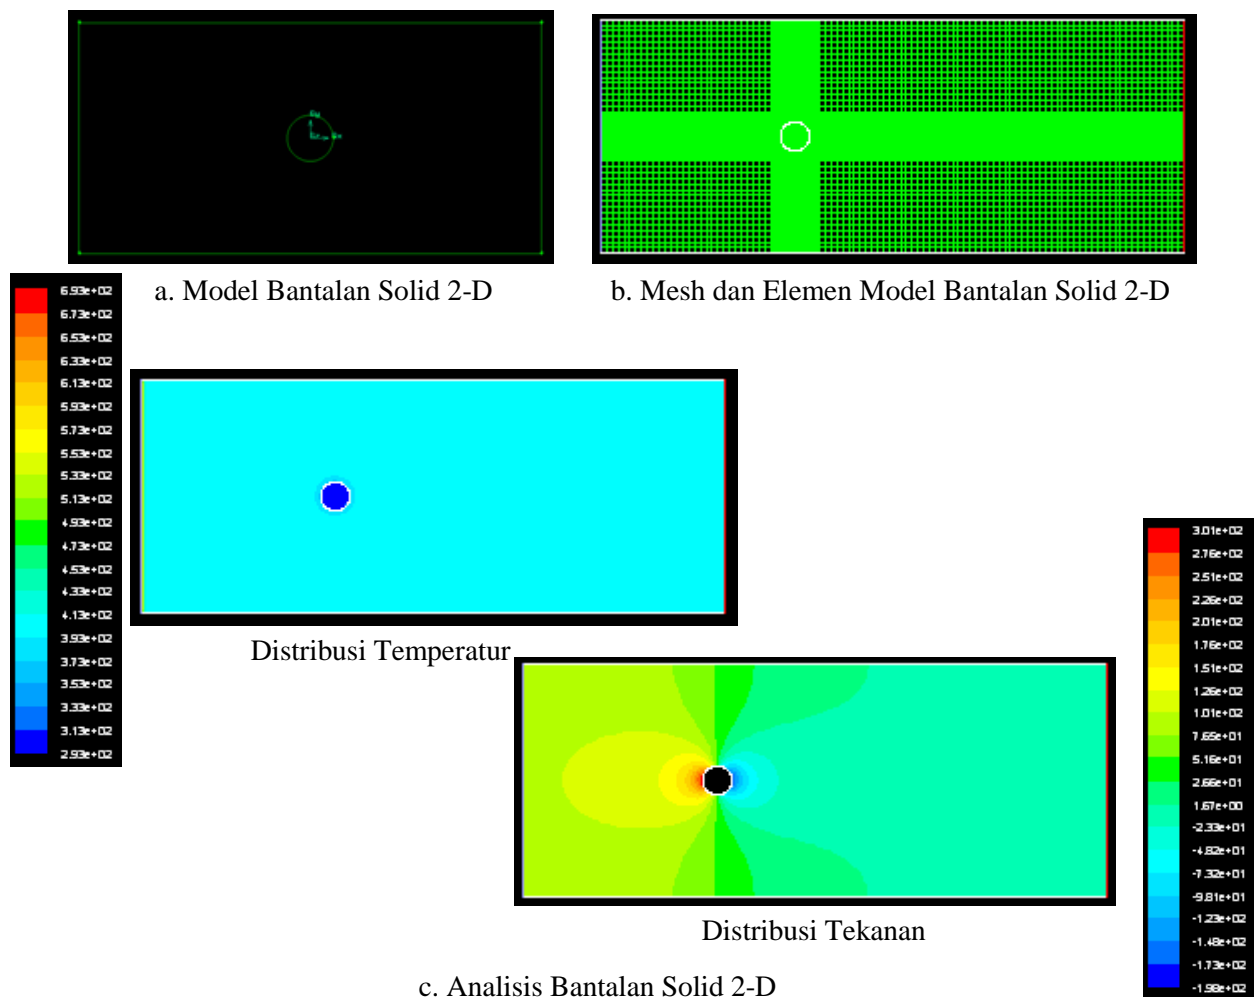 a. Model Bantalan Solid 2-D
b. Mesh dan Elemen Model Bantalan Solid 2-D
6.93e+02
6.73e+02
6.53e+02
6.33e+02
6.13e+02
5.93e+02
5.73e+02
5.53e+02
5.33e+02
5.13e+02
4.93e+02
4.73e+02
4.53e+02
4.33e+02
4.13e+02
3.93e+02
3.73e+02
3.53e+02
3.33e+02
3.13e+02
2.93e+02
Distribusi Temperatur
3.01e+02
2.76e+02
2.51e+02
2.26e+02
2.01e+02
1.76e+02
1.51e+02
1.26e+02
1.01e+02
7.65e+01
5.16e+01
2.66e+01
1.67e+00
-2.33e+01
-4.82e+01
-7.32e+01
-9.81e+01
-1.23e+02
-1.48e+02
-1.73e+02
-1.98e+02
Distribusi Tekanan
c. Analisis Bantalan Solid 2-D